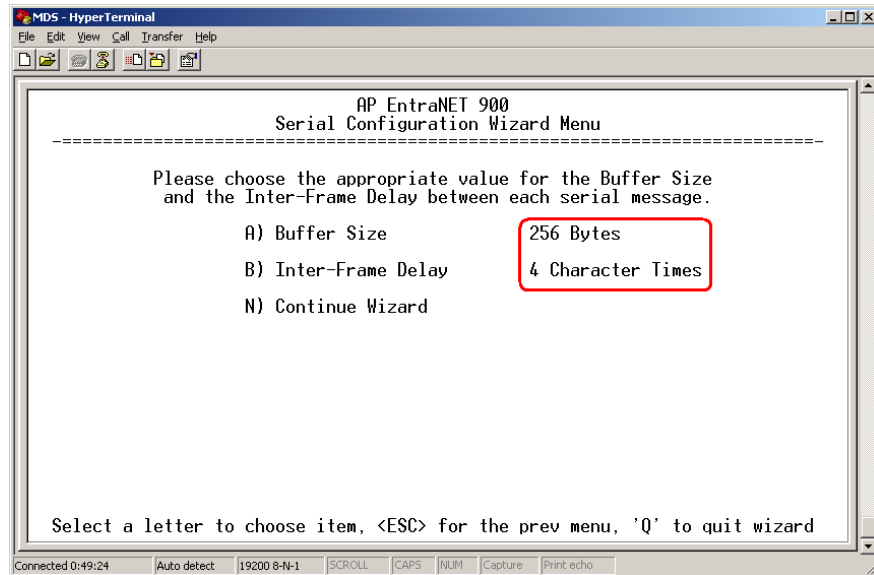 MDS - HyperTerminal
File Edit View Call Transfer Help
AP EntraNET 900
Serial Configuration Wizard Menu
-==========================================================================-
Please choose the appropriate value for the Buffer Size
and the Inter-Frame Delay between each serial message.
A) Buffer Size 256 Bytes
B) Inter-Frame Delay 4 Character Times
N) Continue Wizard
Select a letter to choose item, <ESC> for the prev menu, 'Q' to quit wizard
Connected 0:49:24 Auto detect 19200 8-N-1 SCROLL CAPS NUM Capture Print echo